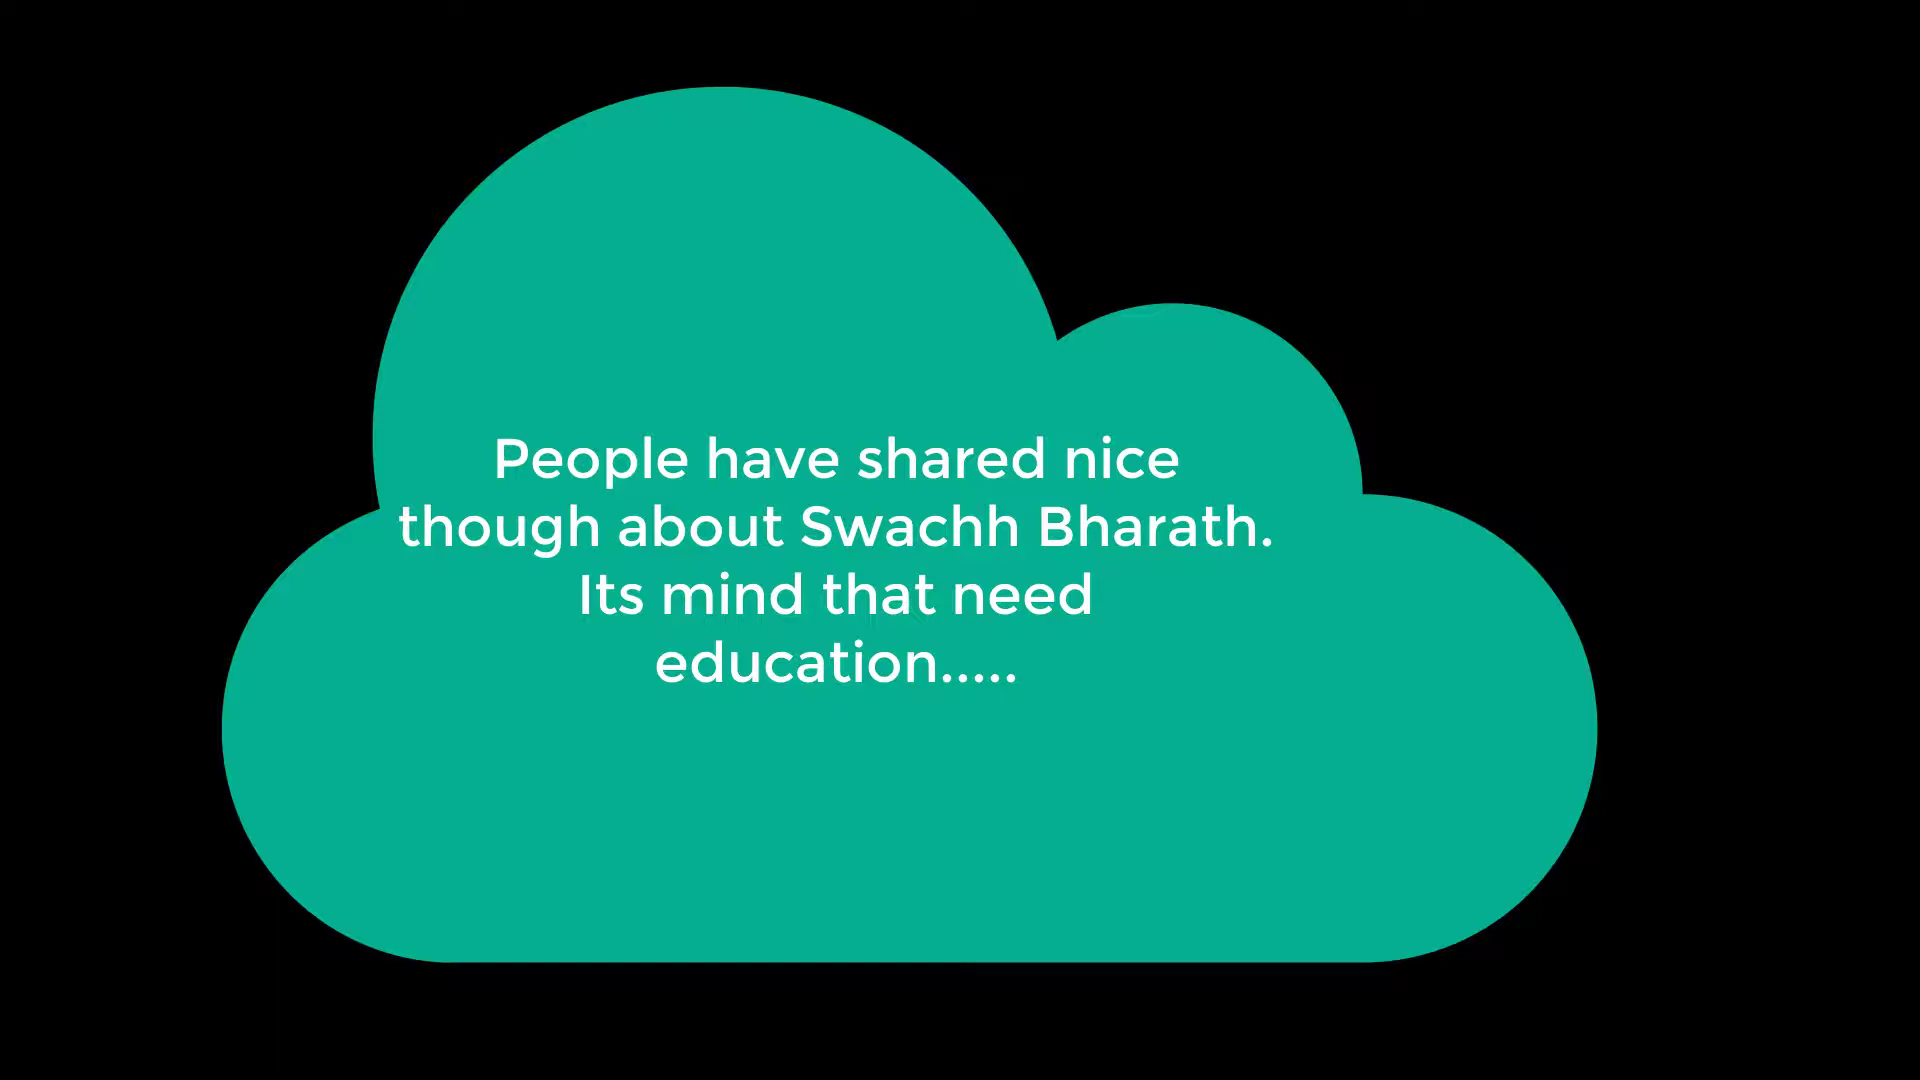 People have shared nice
though about Swachh Bharath.
Its mind that need
education.....